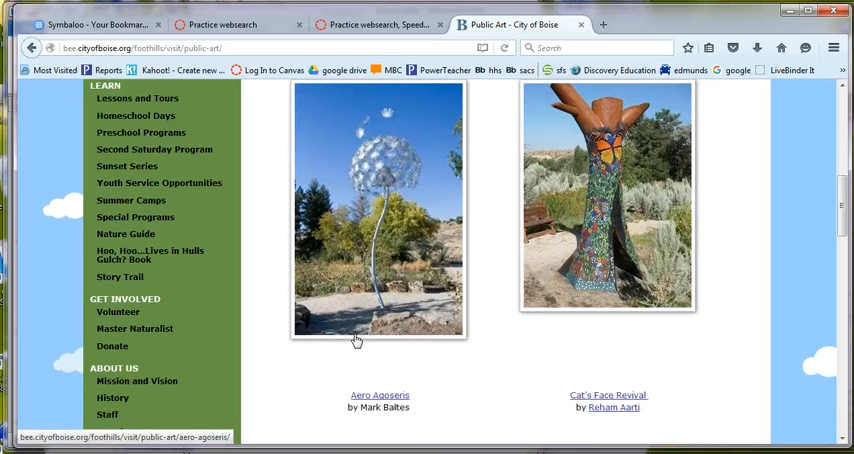 Symbaloo - Your Bookmar...
Practice websearch
Practice websearch, Speed...
Public Art - City of Boise
bee.cityofboise.org/foothills/visit/public-art/
Search
Most Visited
Reports
Kahoot! - Create new ...
Log In to Canvas
google drive
MBC
PowerTeacher
Bb hhs
Bb sacs
sfs
Discovery Education
edmunds
google
LiveBinder It
LEARN
Lessons and Tours
Homeschool Days
Preschool Programs
Second Saturday Program
Sunset Series
Youth Service Opportunities
Summer Camps
Special Programs
Nature Guide
Hoo, Hoo...Lives in Hulls
Gulch? Book
Story Trail
GET INVOLVED
Volunteer
Master Naturalist
Donate
ABOUT US
Mission and Vision
History
Staff
Aero Agoseris
by Mark Baltes
Cat's Face Revival
by Reham Aarti
bee.cityofboise.org/foothills/visit/public-art/aero-agoseris/